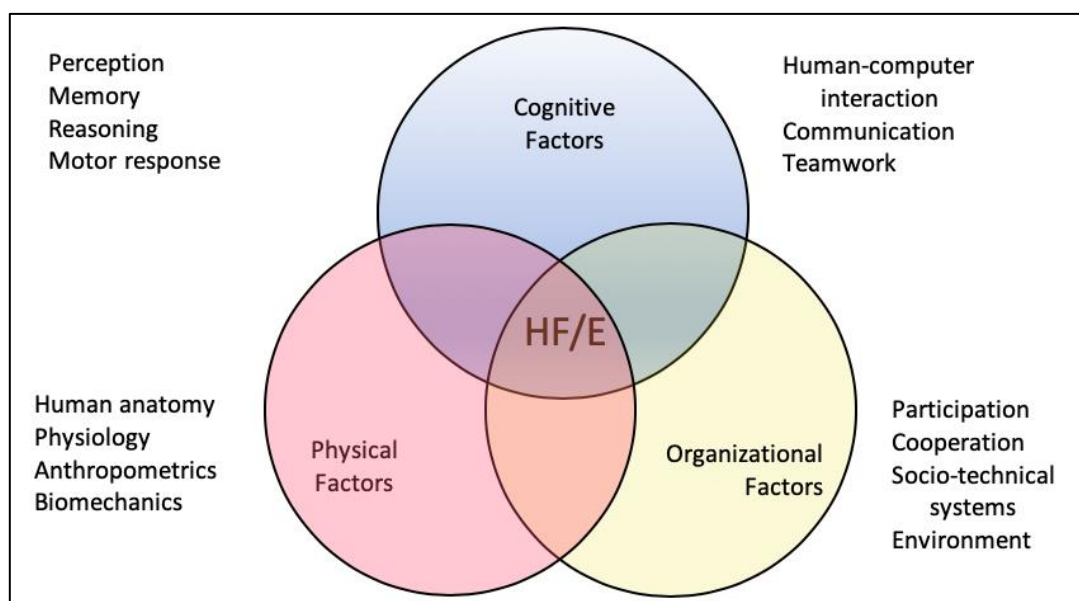 Perception
Memory
Reasoning
Motor response
Cognitive
Factors
Human-computer
interaction
Communication
Teamwork
HF/E
Human anatomy
Physiology
Anthropometrics
Biomechanics
Physical
Factors
Organizational
Factors
Participation
Cooperation
Socio-technical
systems
Environment